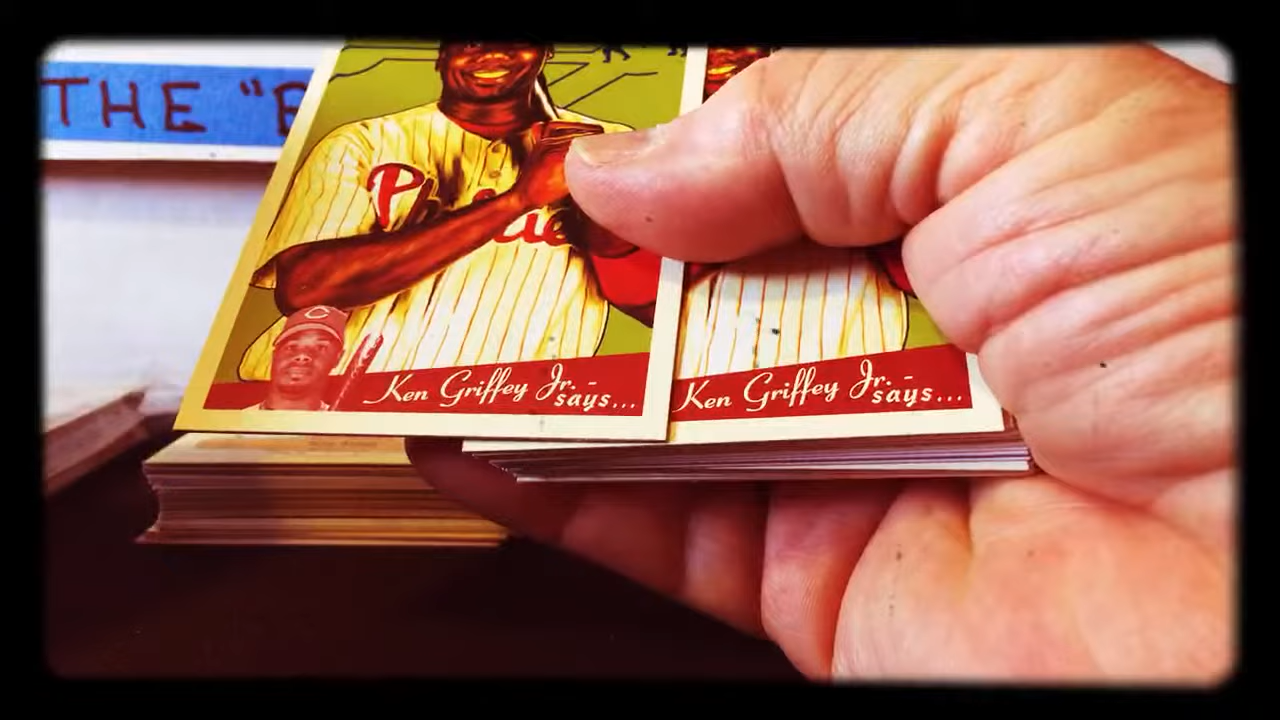 THE "B
Phillies
C
Ken Griffey Jr. - says...
Ken Griffey Jr. - says...